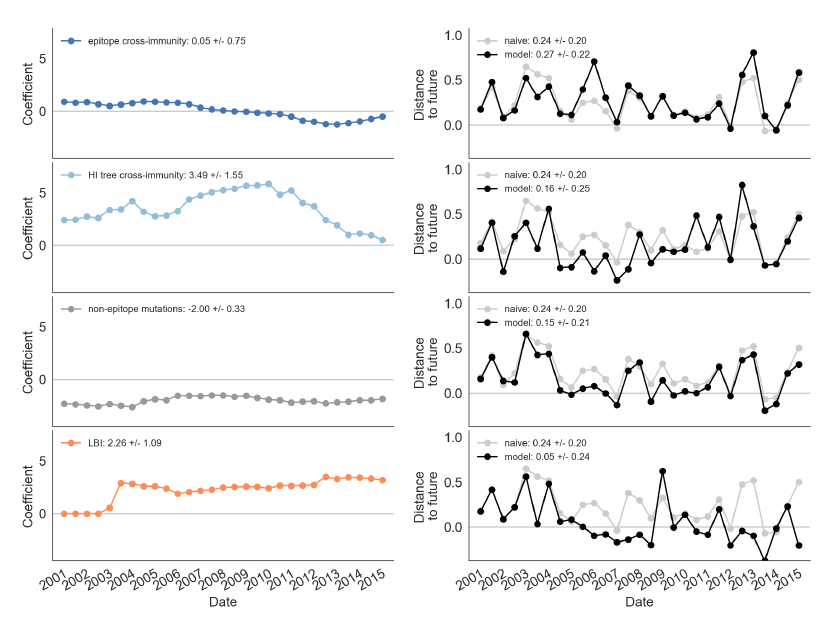 epitope cross-immunity: 0.05 +/- 0.75
5
0
Coefficient
naive: 0.24 +/- 0.20
model: 0.27 +/- 0.22
1.0
0.5
0.0
Distance
to future
HI tree cross-immunity: 3.49 +/- 1.55
5
0
Coefficient
naive: 0.24 +/- 0.20
model: 0.16 +/- 0.25
1.0
0.5
0.0
Distance
to future
non-epitope mutations: -2.00 +/- 0.33
5
0
Coefficient
naive: 0.24 +/- 0.20
model: 0.15 +/- 0.21
1.0
0.5
0.0
Distance
to future
LBI: 2.26 +/- 1.09
5
0
Coefficient
2001 2002 2003 2004 2005 2006 2007 2008 2009 2010 2011 2012 2013 2014 2015
Date
naive: 0.24 +/- 0.20
model: 0.05 +/- 0.24
1.0
0.5
0.0
Distance
to future
2001 2002 2003 2004 2005 2006 2007 2008 2009 2010 2011 2012 2013 2014 2015
Date